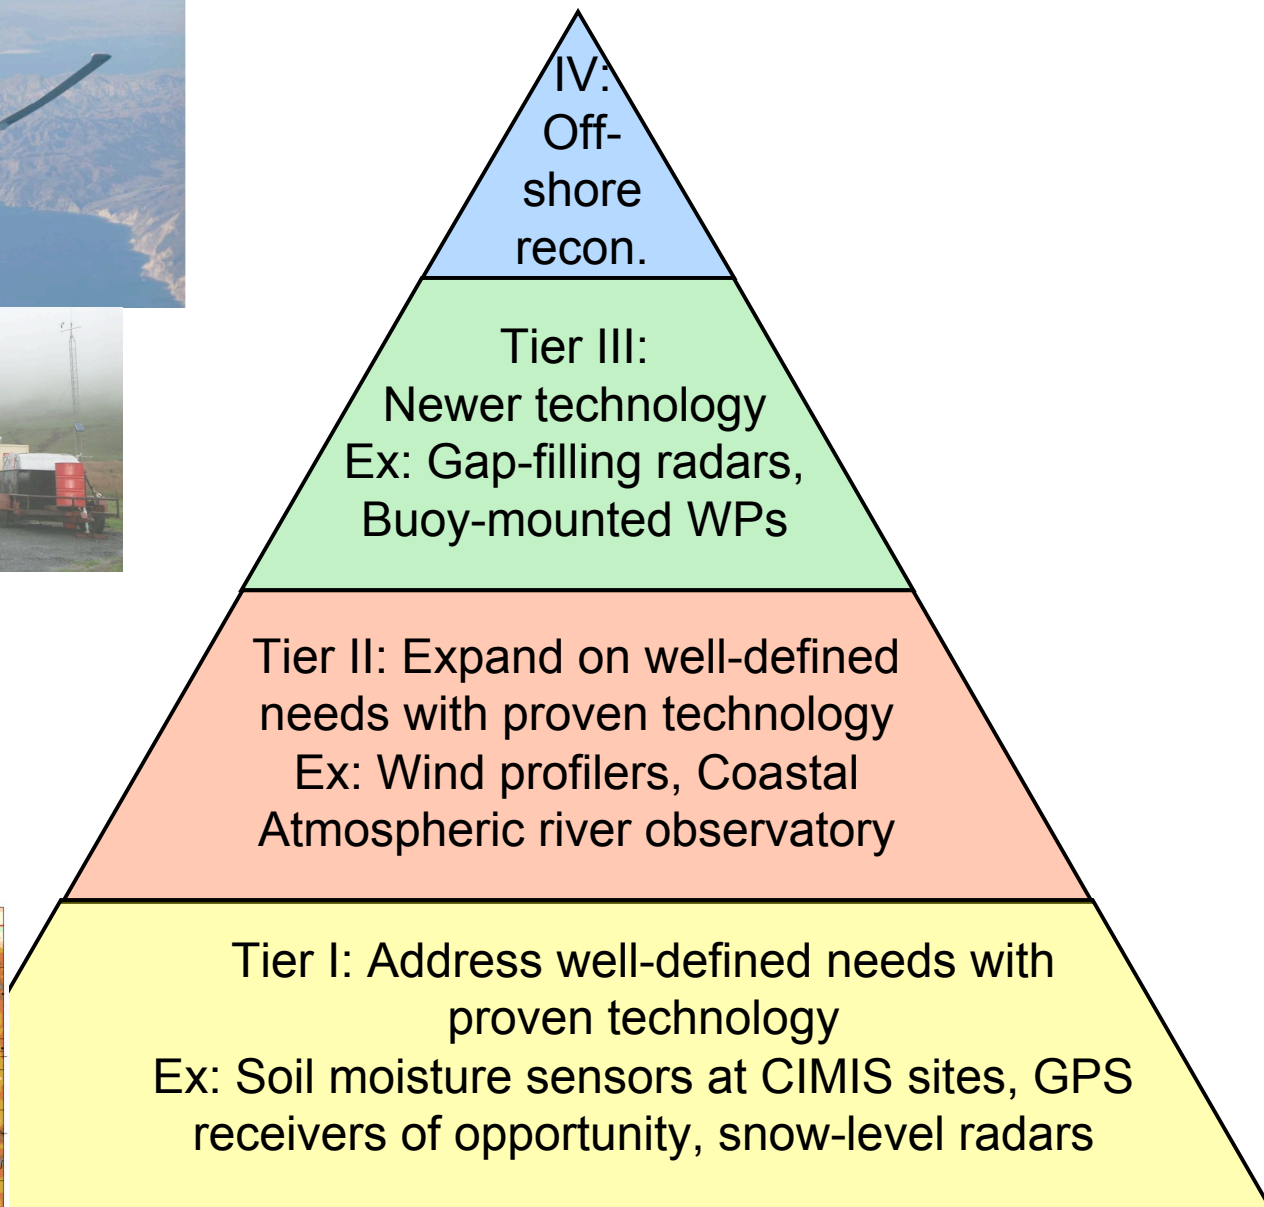 IV:
Off-
shore
recon.
Tier III:
Newer technology
Ex: Gap-filling radars,
Buoy-mounted WPs
Tier II: Expand on well-defined
needs with proven technology
Ex: Wind profilers, Coastal
Atmospheric river observatory
Tier I: Address well-defined needs with
proven technology
Ex: Soil moisture sensors at CIMIS sites, GPS
receivers of opportunity, snow-level radars